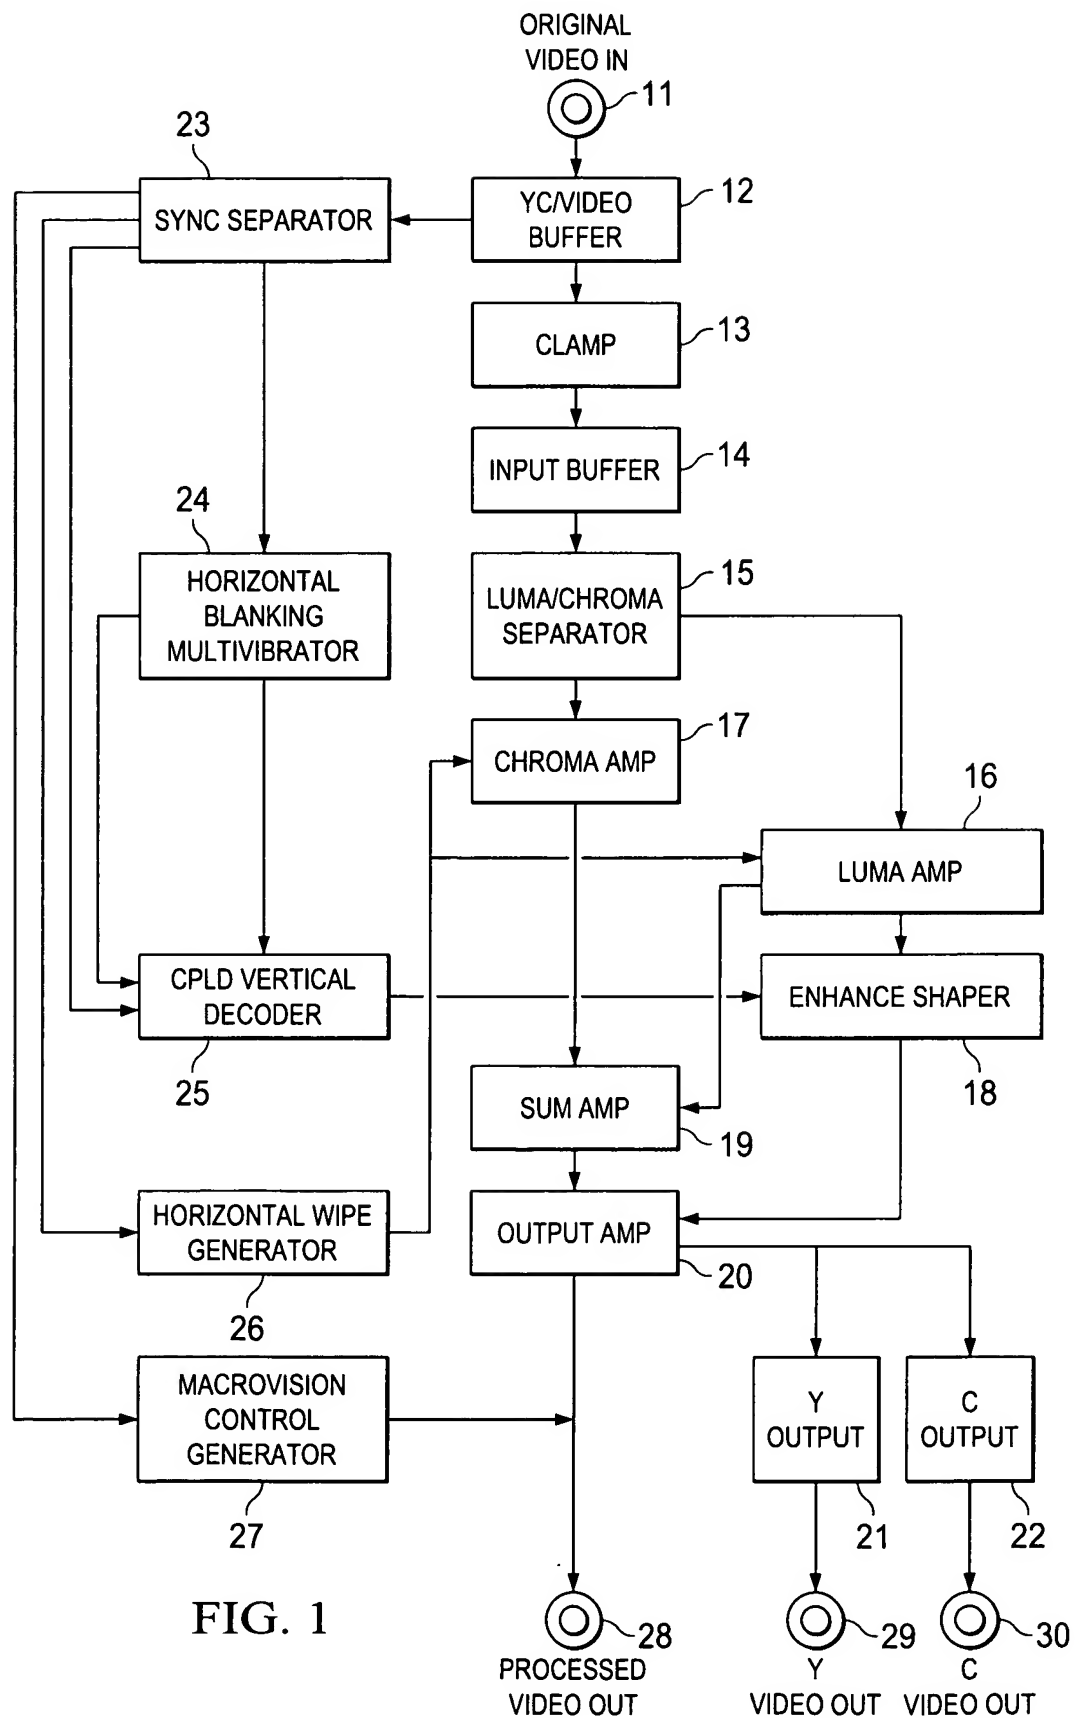 ORIGINAL
VIDEO IN
11
23
SYNC SEPARATOR
YC/VIDEO
BUFFER
12
CLAMP
13
INPUT BUFFER
14
24
HORIZONTAL
BLANKING
MULTIVIBRATOR
LUMA/CHROMA
SEPARATOR
15
CHROMA AMP
17
16
LUMA AMP
CPLD VERTICAL
DECODER
25
ENHANCE SHAPER
18
SUM AMP
19
HORIZONTAL WIPE
GENERATOR
26
OUTPUT AMP
20
MACROVISION
CONTROL
GENERATOR
27
Y
OUTPUT
21
C
OUTPUT
22
FIG. 1
28
PROCESSED
VIDEO OUT
29
Y
VIDEO OUT
30
C
VIDEO OUT